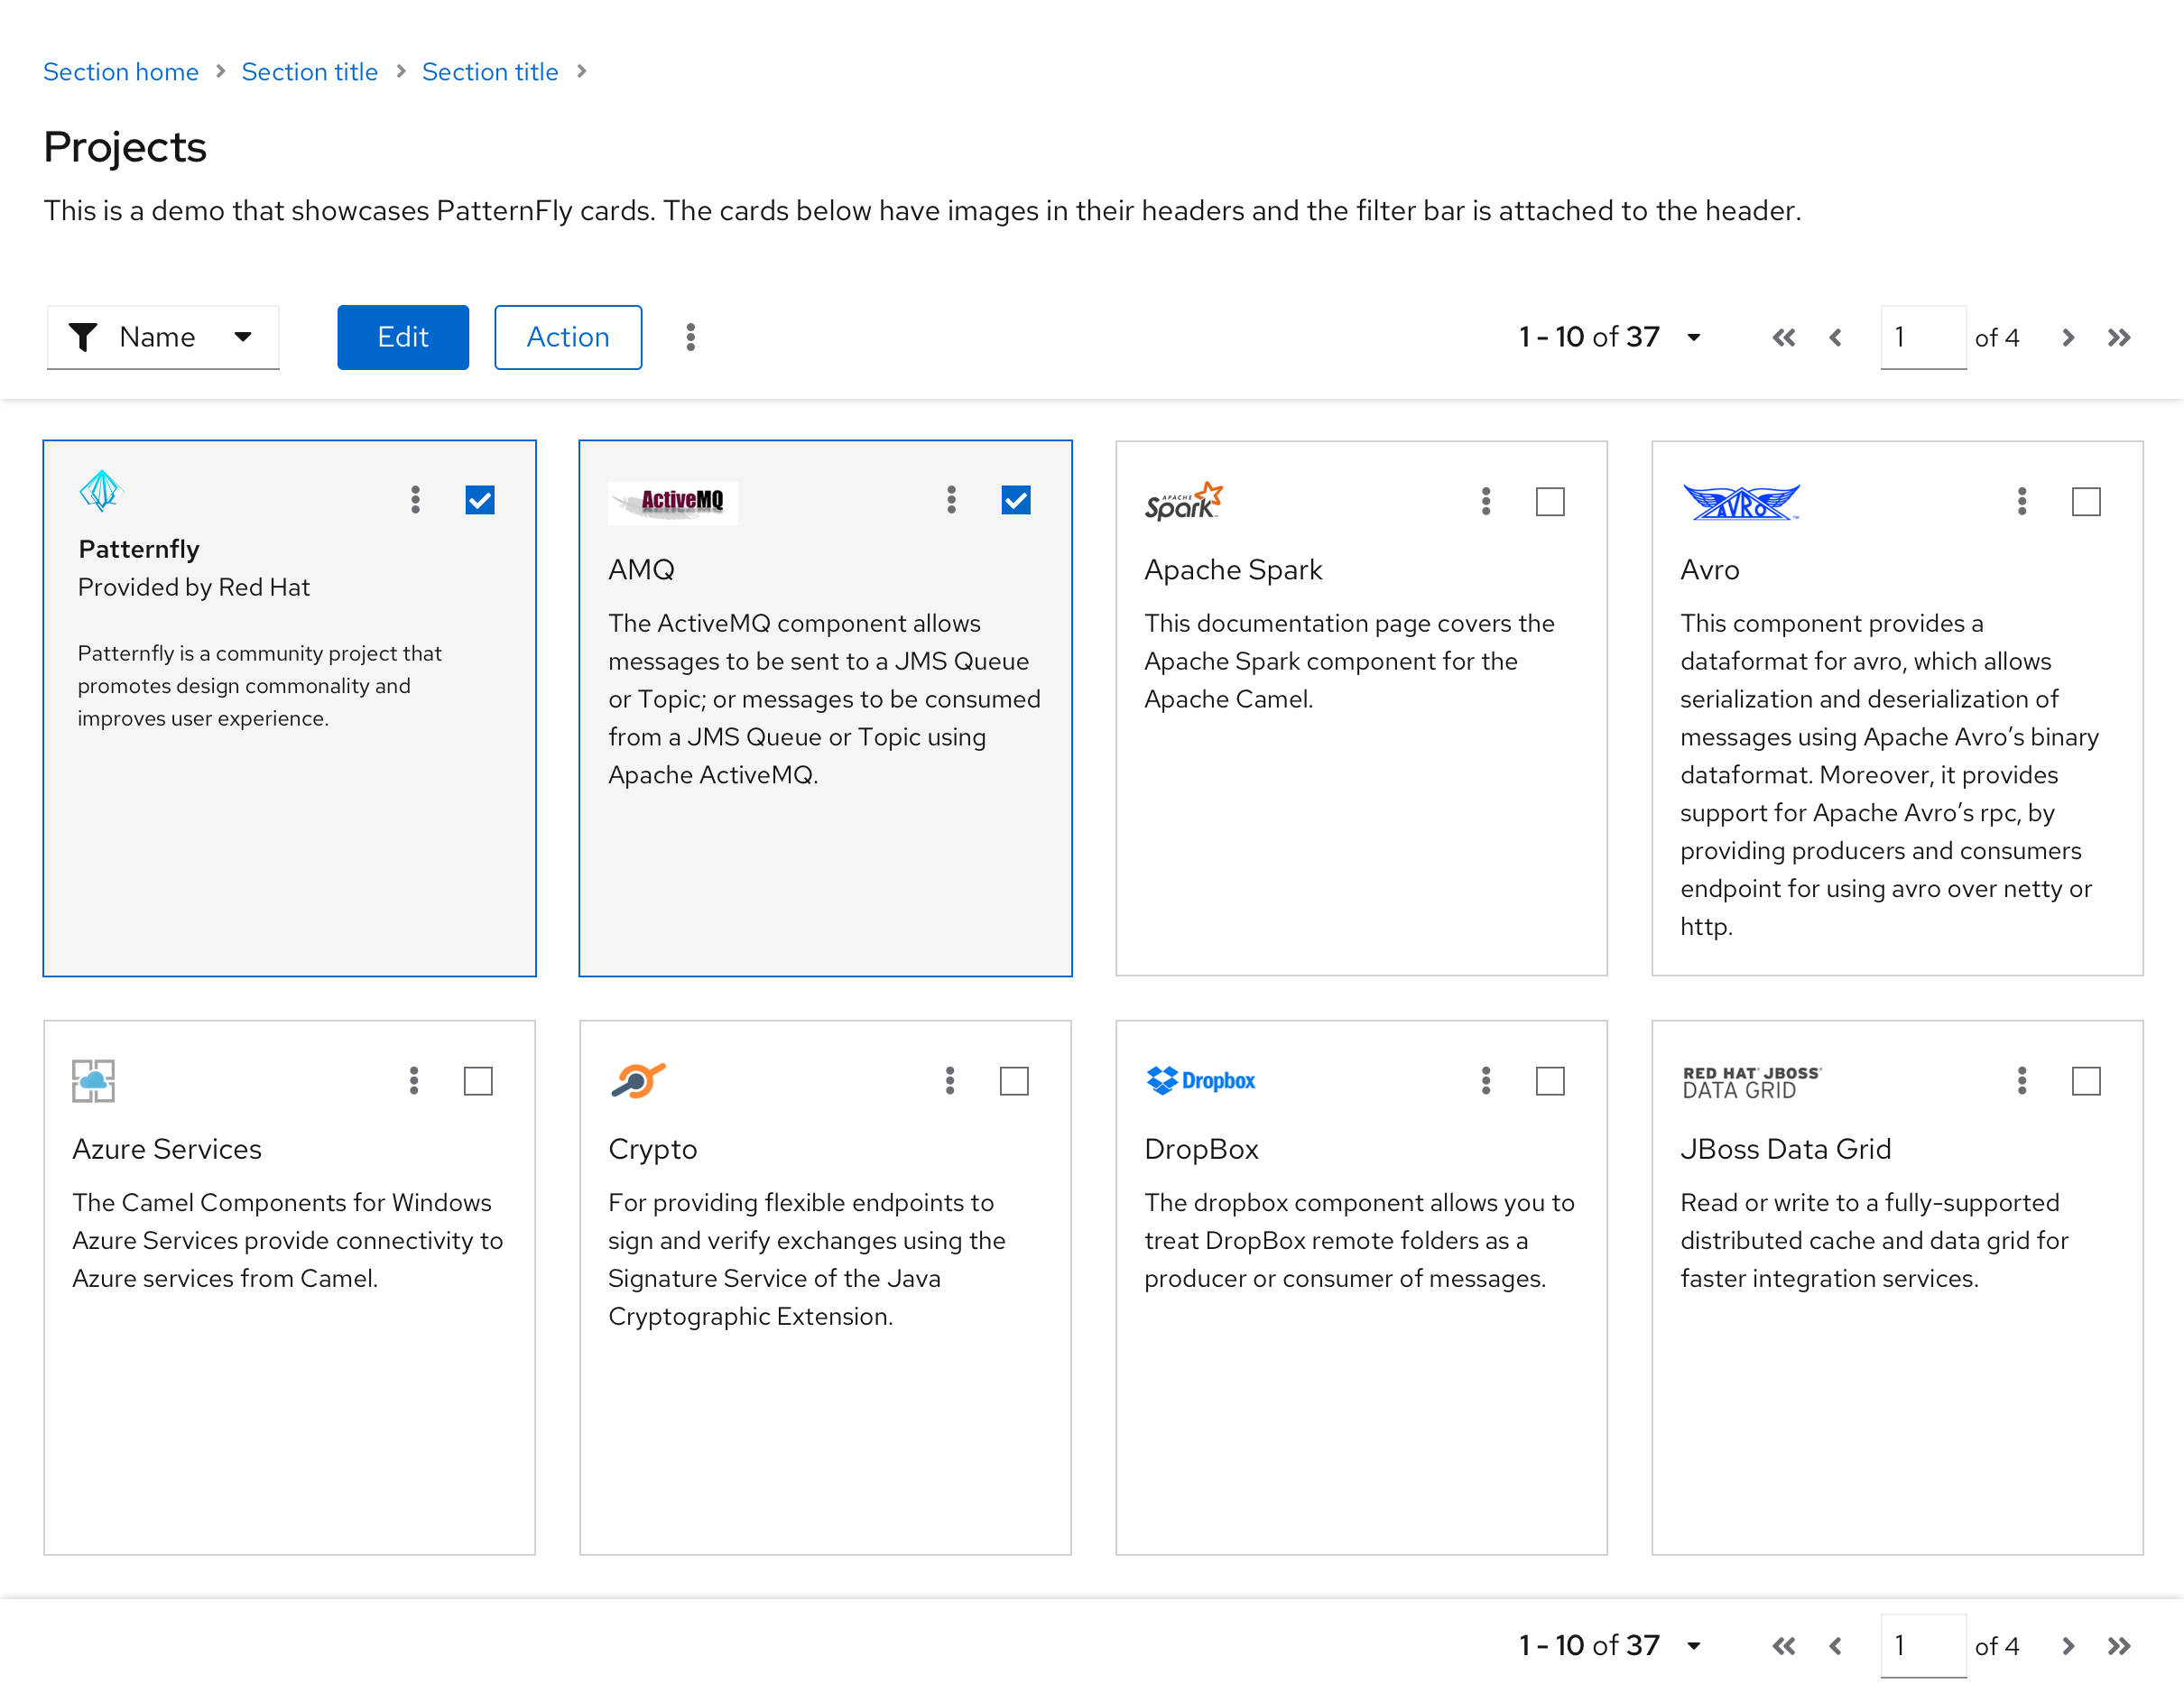 Section home Section title Section title
Projects
This is a demo that showcases PatternFly cards. The cards below have images in their headers and the filter bar is attached to the header.
Name Edit Action 1 - 10 of 37 1 of 4
Patternfly
Provided by Red Hat
Patternfly is a community project that
promotes design commonality and
improves user experience.
ActiveMQ
AMQ
The ActiveMQ component allows
messages to be sent to a JMS Queue
or Topic; or messages to be consumed
from a JMS Queue or Topic using
Apache ActiveMQ.
APACHE
Spark™
Apache Spark
This documentation page covers the
Apache Spark component for the
Apache Camel.
AVRO™
Avro
This component provides a
dataformat for avro, which allows
serialization and deserialization of
messages using Apache Avro’s binary
dataformat. Moreover, it provides
support for Apache Avro’s rpc, by
providing producers and consumers
endpoint for using avro over netty or
http.
Azure Services
The Camel Components for Windows
Azure Services provide connectivity to
Azure services from Camel.
Crypto
For providing flexible endpoints to
sign and verify exchanges using the
Signature Service of the Java
Cryptographic Extension.
Dropbox
DropBox
The dropbox component allows you to
treat DropBox remote folders as a
producer or consumer of messages.
RED HAT® JBOSS®
DATA GRID
JBoss Data Grid
Read or write to a fully-supported
distributed cache and data grid for
faster integration services.
1 - 10 of 37 1 of 4